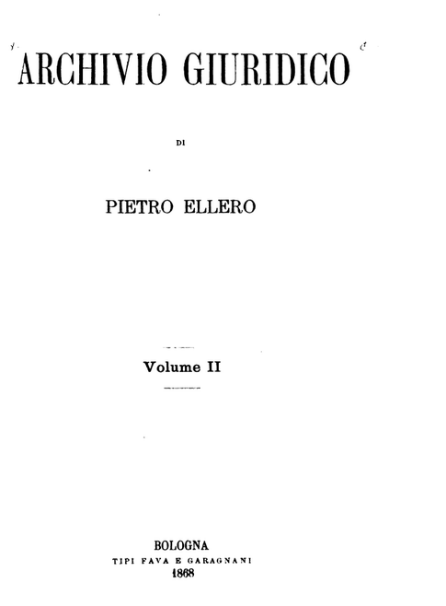 ARCHIVIO GIURIDICO
DI
PIETRO ELLERO
Volume II
BOLOGNA
TIPI FAVA E GARAGNANI
1868